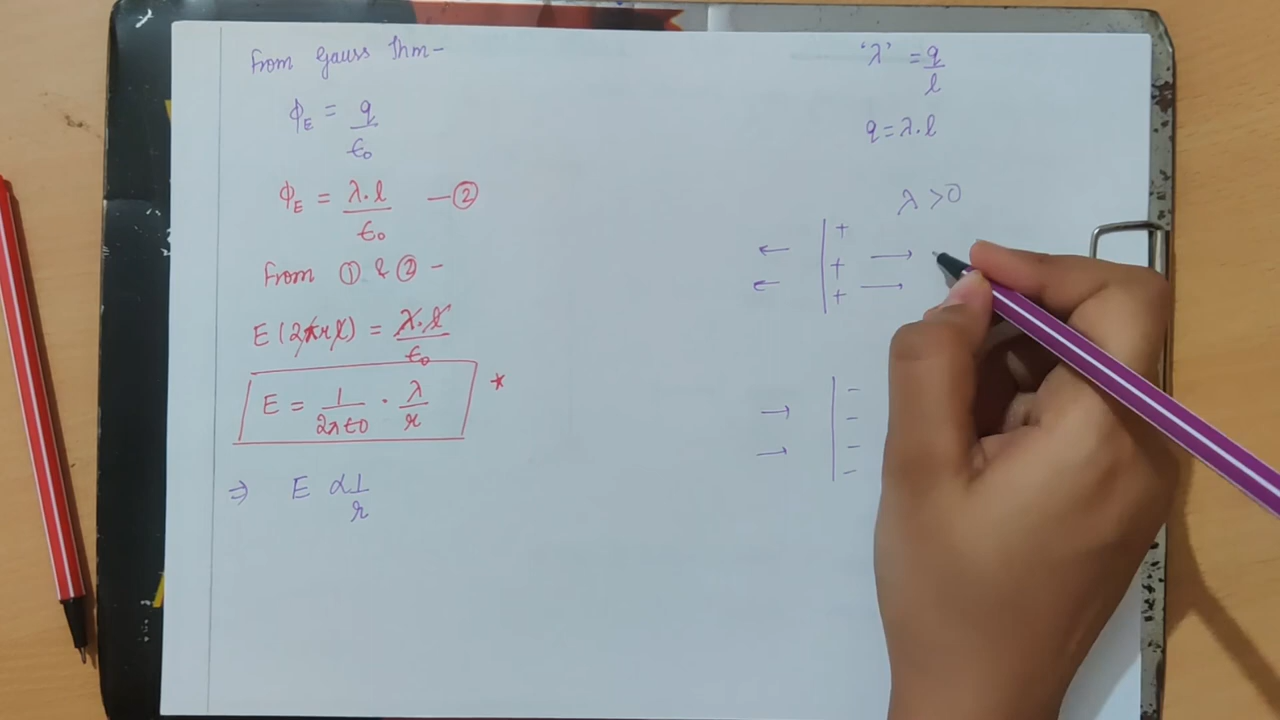 From Gauss Thm-
ΦE = q/ϵ0
ΦE = λ.l/ϵ0 — ②
From ① & ② -
E (2πrl) = λ.l/ϵ0
E = 1/2πϵ0 · λ/r *
⇒ E α 1/r
'λ' = q/l
q = λ.l
λ > 0
← | + →
← | + →
+
→ | -
-
→ -
-